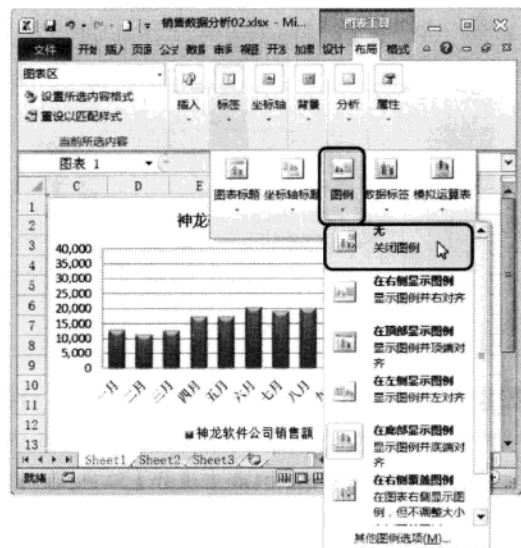 销售数据分析02.xlsx - Mi...
图表工具
文件 开始 插入 页面 公式 数据 审阅 视图 开发 加载 设计 布局 格式
图表区
设置所选内容格式
重设以匹配样式
当前所选内容
插入 标签 坐标轴 背景 分析 属性
图表 1
图表标题 坐标轴标题 图例 数据标签 模拟运算表
C D E
1
2
3
4
5
6
7
8
9
10
11
12
13
神龙
40,000
35,000
30,000
25,000
20,000
15,000
10,000
5,000
0
一月 二月 三月 四月 五月 六月 七月 八月
神龙软件公司销售额
无
关闭图例
在右侧显示图例
显示图例并右对齐
在顶部显示图例
显示图例并顶端对
齐
在左侧显示图例
显示图例并左对齐
在底部显示图例
显示图例并底端对
齐
在右侧覆盖图例
在图表右侧显示图
例，但不调整大小
其他图例选项(M)...
Sheet1 Sheet2 Sheet3
就绪